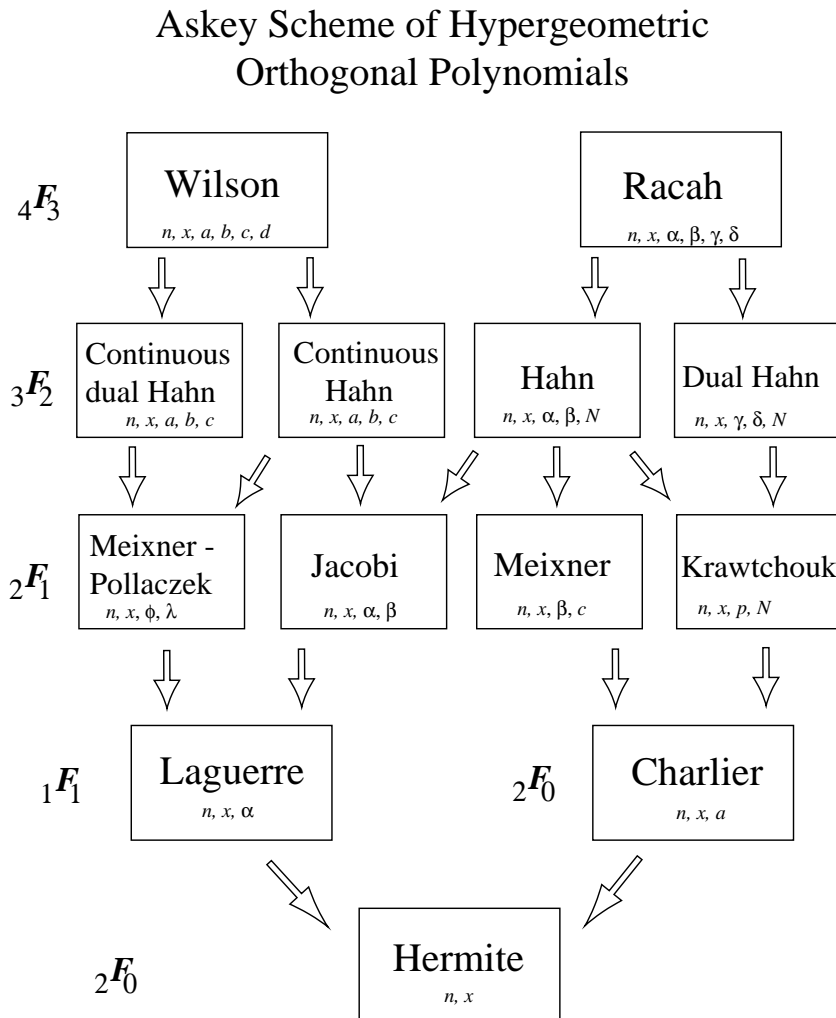 Askey Scheme of Hypergeometric
Orthogonal Polynomials
₄F₃
Wilson
n, x, a, b, c, d
Racah
n, x, α, β, γ, δ
₃F₂
Continuous
dual Hahn
n, x, a, b, c
Continuous
Hahn
n, x, a, b, c
Hahn
n, x, α, β, N
Dual Hahn
n, x, γ, δ, N
₂F₁
Meixner -
Pollaczek
n, x, ϕ, λ
Jacobi
n, x, α, β
Meixner
n, x, β, c
Krawtchouk
n, x, p, N
₁F₁
Laguerre
n, x, α
₂F₀
Charlier
n, x, a
₂F₀
Hermite
n, x